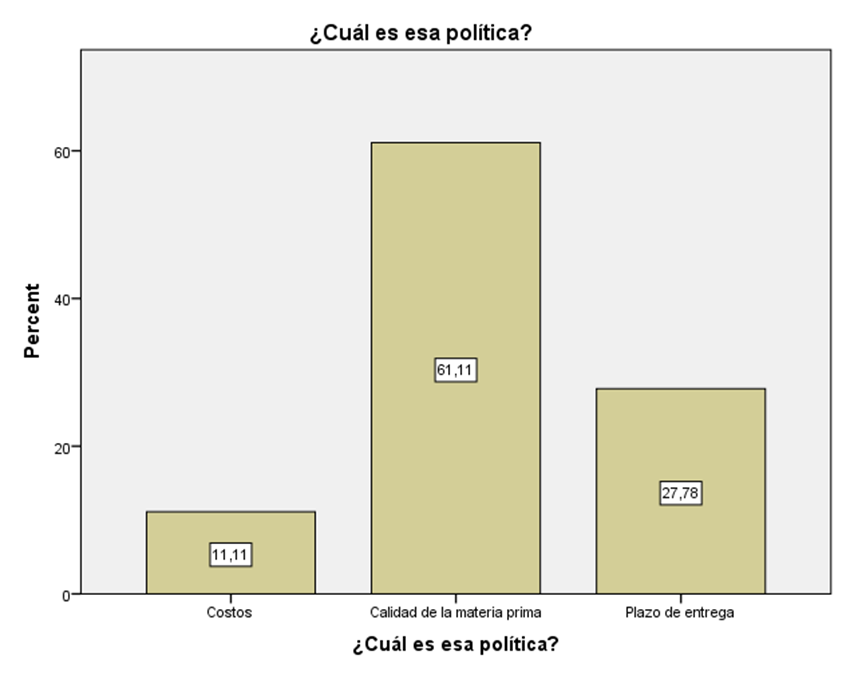 ¿Cuál es esa política?
Percent
60
40
20
0
61,11
27,78
11,11
Costos
Calidad de la materia prima
Plazo de entrega
¿Cuál es esa política?